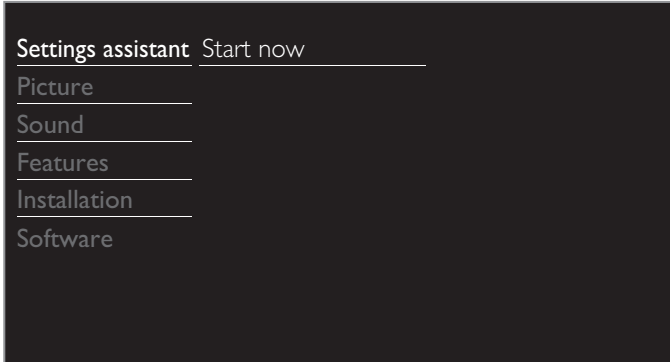 Settings assistant Start now
Picture
Sound
Features
Installation
Software